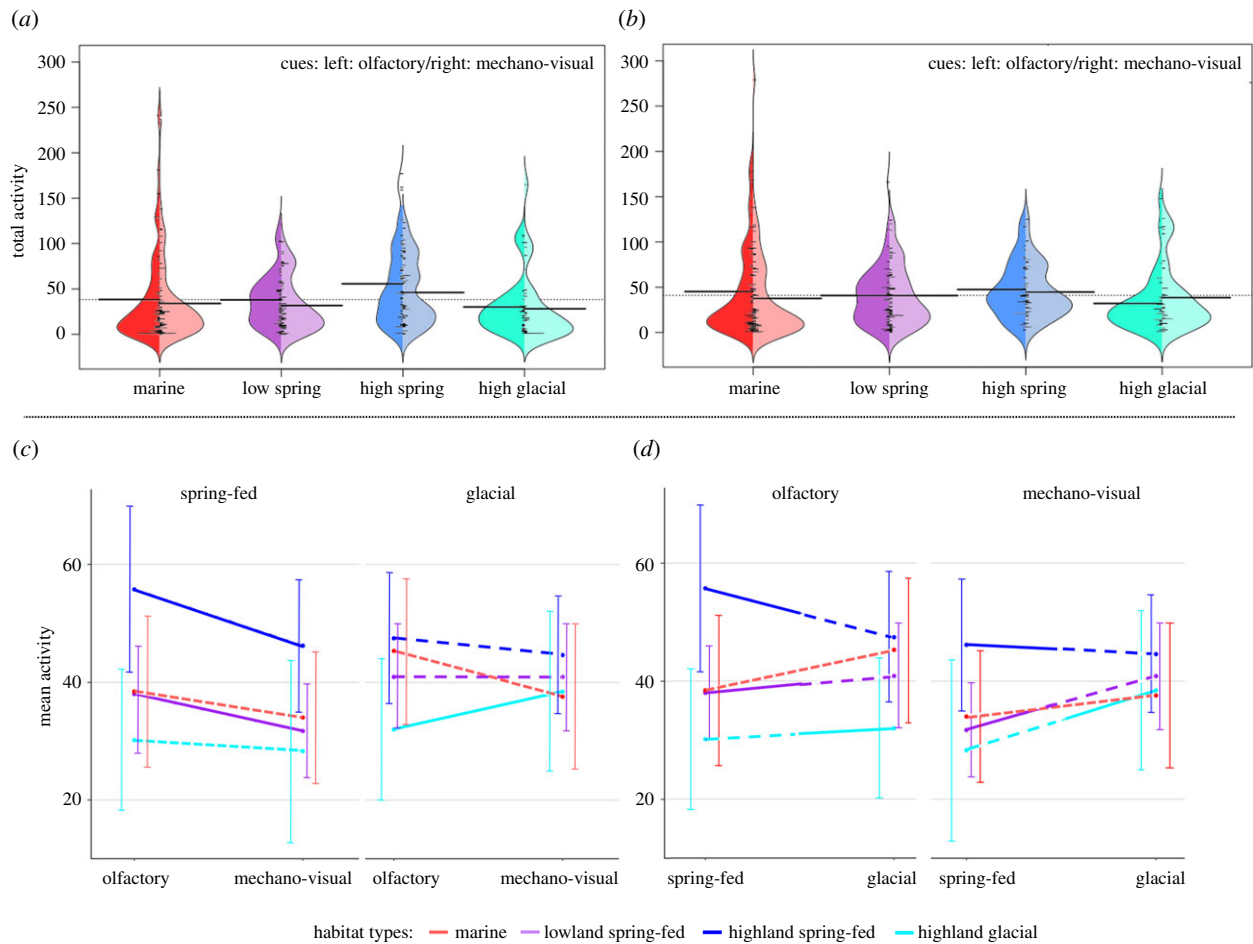 (a)
(b)
cues: left: olfactory/right: mechano-visual
cues: left: olfactory/right: mechano-visual
total activity
300
250
200
150
100
50
0
300
250
200
150
100
50
0
marine low spring high spring high glacial
marine low spring high spring high glacial
(c)
(d)
spring-fed glacial
olfactory mechano-visual
mean activity
60
40
20
60
40
20
olfactory mechano-visual olfactory mechano-visual
spring-fed glacial spring-fed glacial
habitat types: marine lowland spring-fed highland spring-fed highland glacial